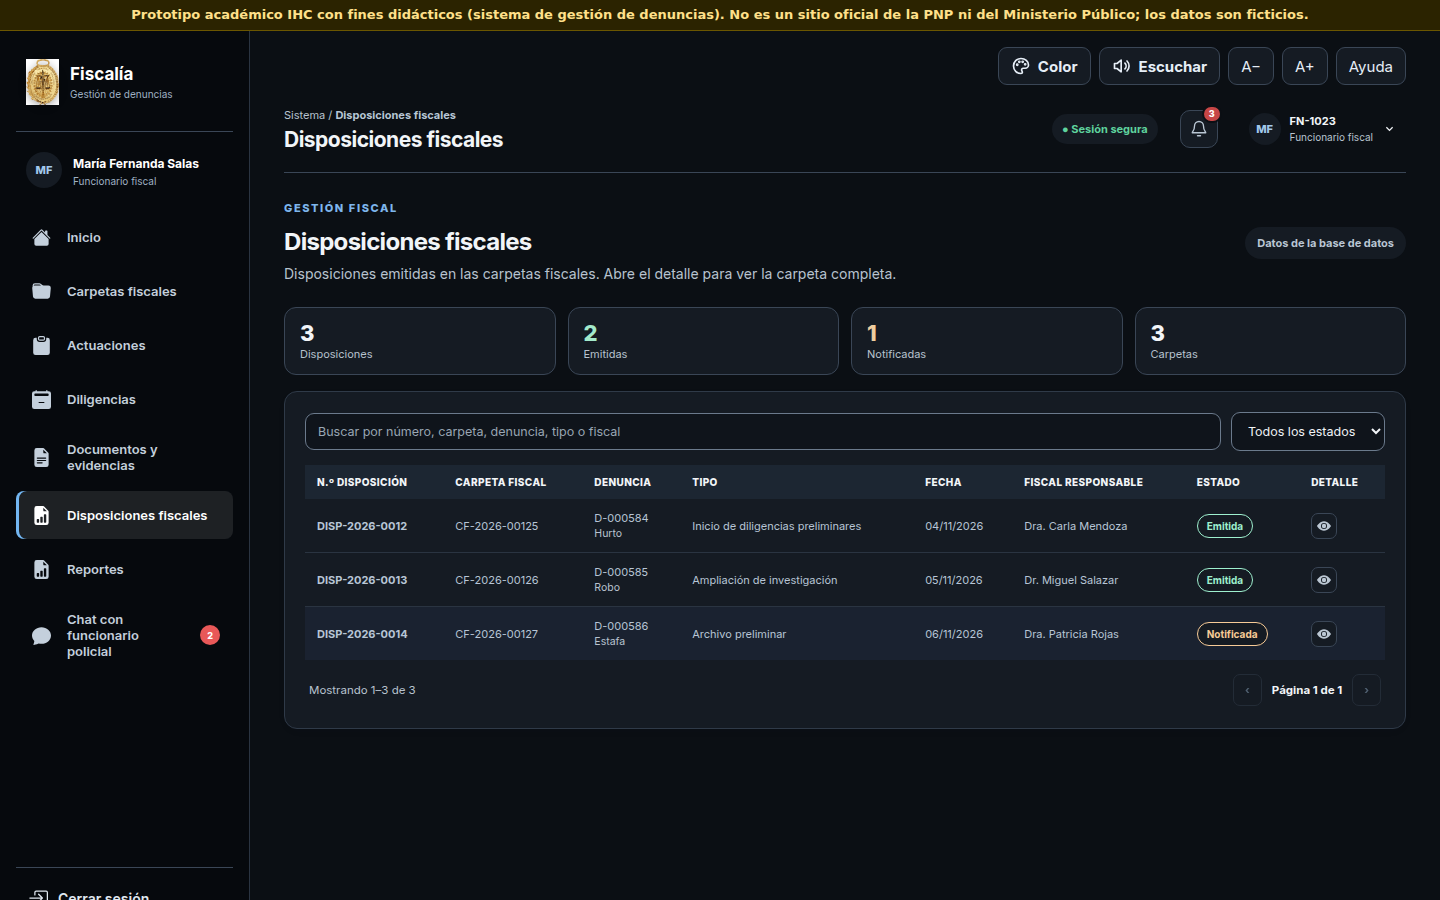 Prototipo académico IHC con fines didácticos (sistema de gestión de denuncias). No es un sitio oficial de la PNP ni del Ministerio Público; los datos son ficticios.
Fiscalía
Gestión de denuncias
MF
María Fernanda Salas
Funcionario fiscal
Inicio
Carpetas fiscales
Actuaciones
Diligencias
Documentos y
evidencias
Disposiciones fiscales
Reportes
Chat con
funcionario
policial
2
Cerrar sesión
Color
Escuchar
A−
A+
Ayuda
Sistema / Disposiciones fiscales
Disposiciones fiscales
Sesión segura
3
MF
FN-1023
Funcionario fiscal
GESTIÓN FISCAL
Disposiciones fiscales
Datos de la base de datos
Disposiciones emitidas en las carpetas fiscales. Abre el detalle para ver la carpeta completa.
3
Disposiciones
2
Emitidas
1
Notificadas
3
Carpetas
Buscar por número, carpeta, denuncia, tipo o fiscal
Todos los estados
N.º DISPOSICIÓN CARPETA FISCAL DENUNCIA TIPO FECHA FISCAL RESPONSABLE ESTADO DETALLE
DISP-2026-0012 CF-2026-00125 D-000584 Hurto Inicio de diligencias preliminares 04/11/2026 Dra. Carla Mendoza Emitida
DISP-2026-0013 CF-2026-00126 D-000585 Robo Ampliación de investigación 05/11/2026 Dr. Miguel Salazar Emitida
DISP-2026-0014 CF-2026-00127 D-000586 Estafa Archivo preliminar 06/11/2026 Dra. Patricia Rojas Notificada
Mostrando 1–3 de 3
‹ Página 1 de 1 ›